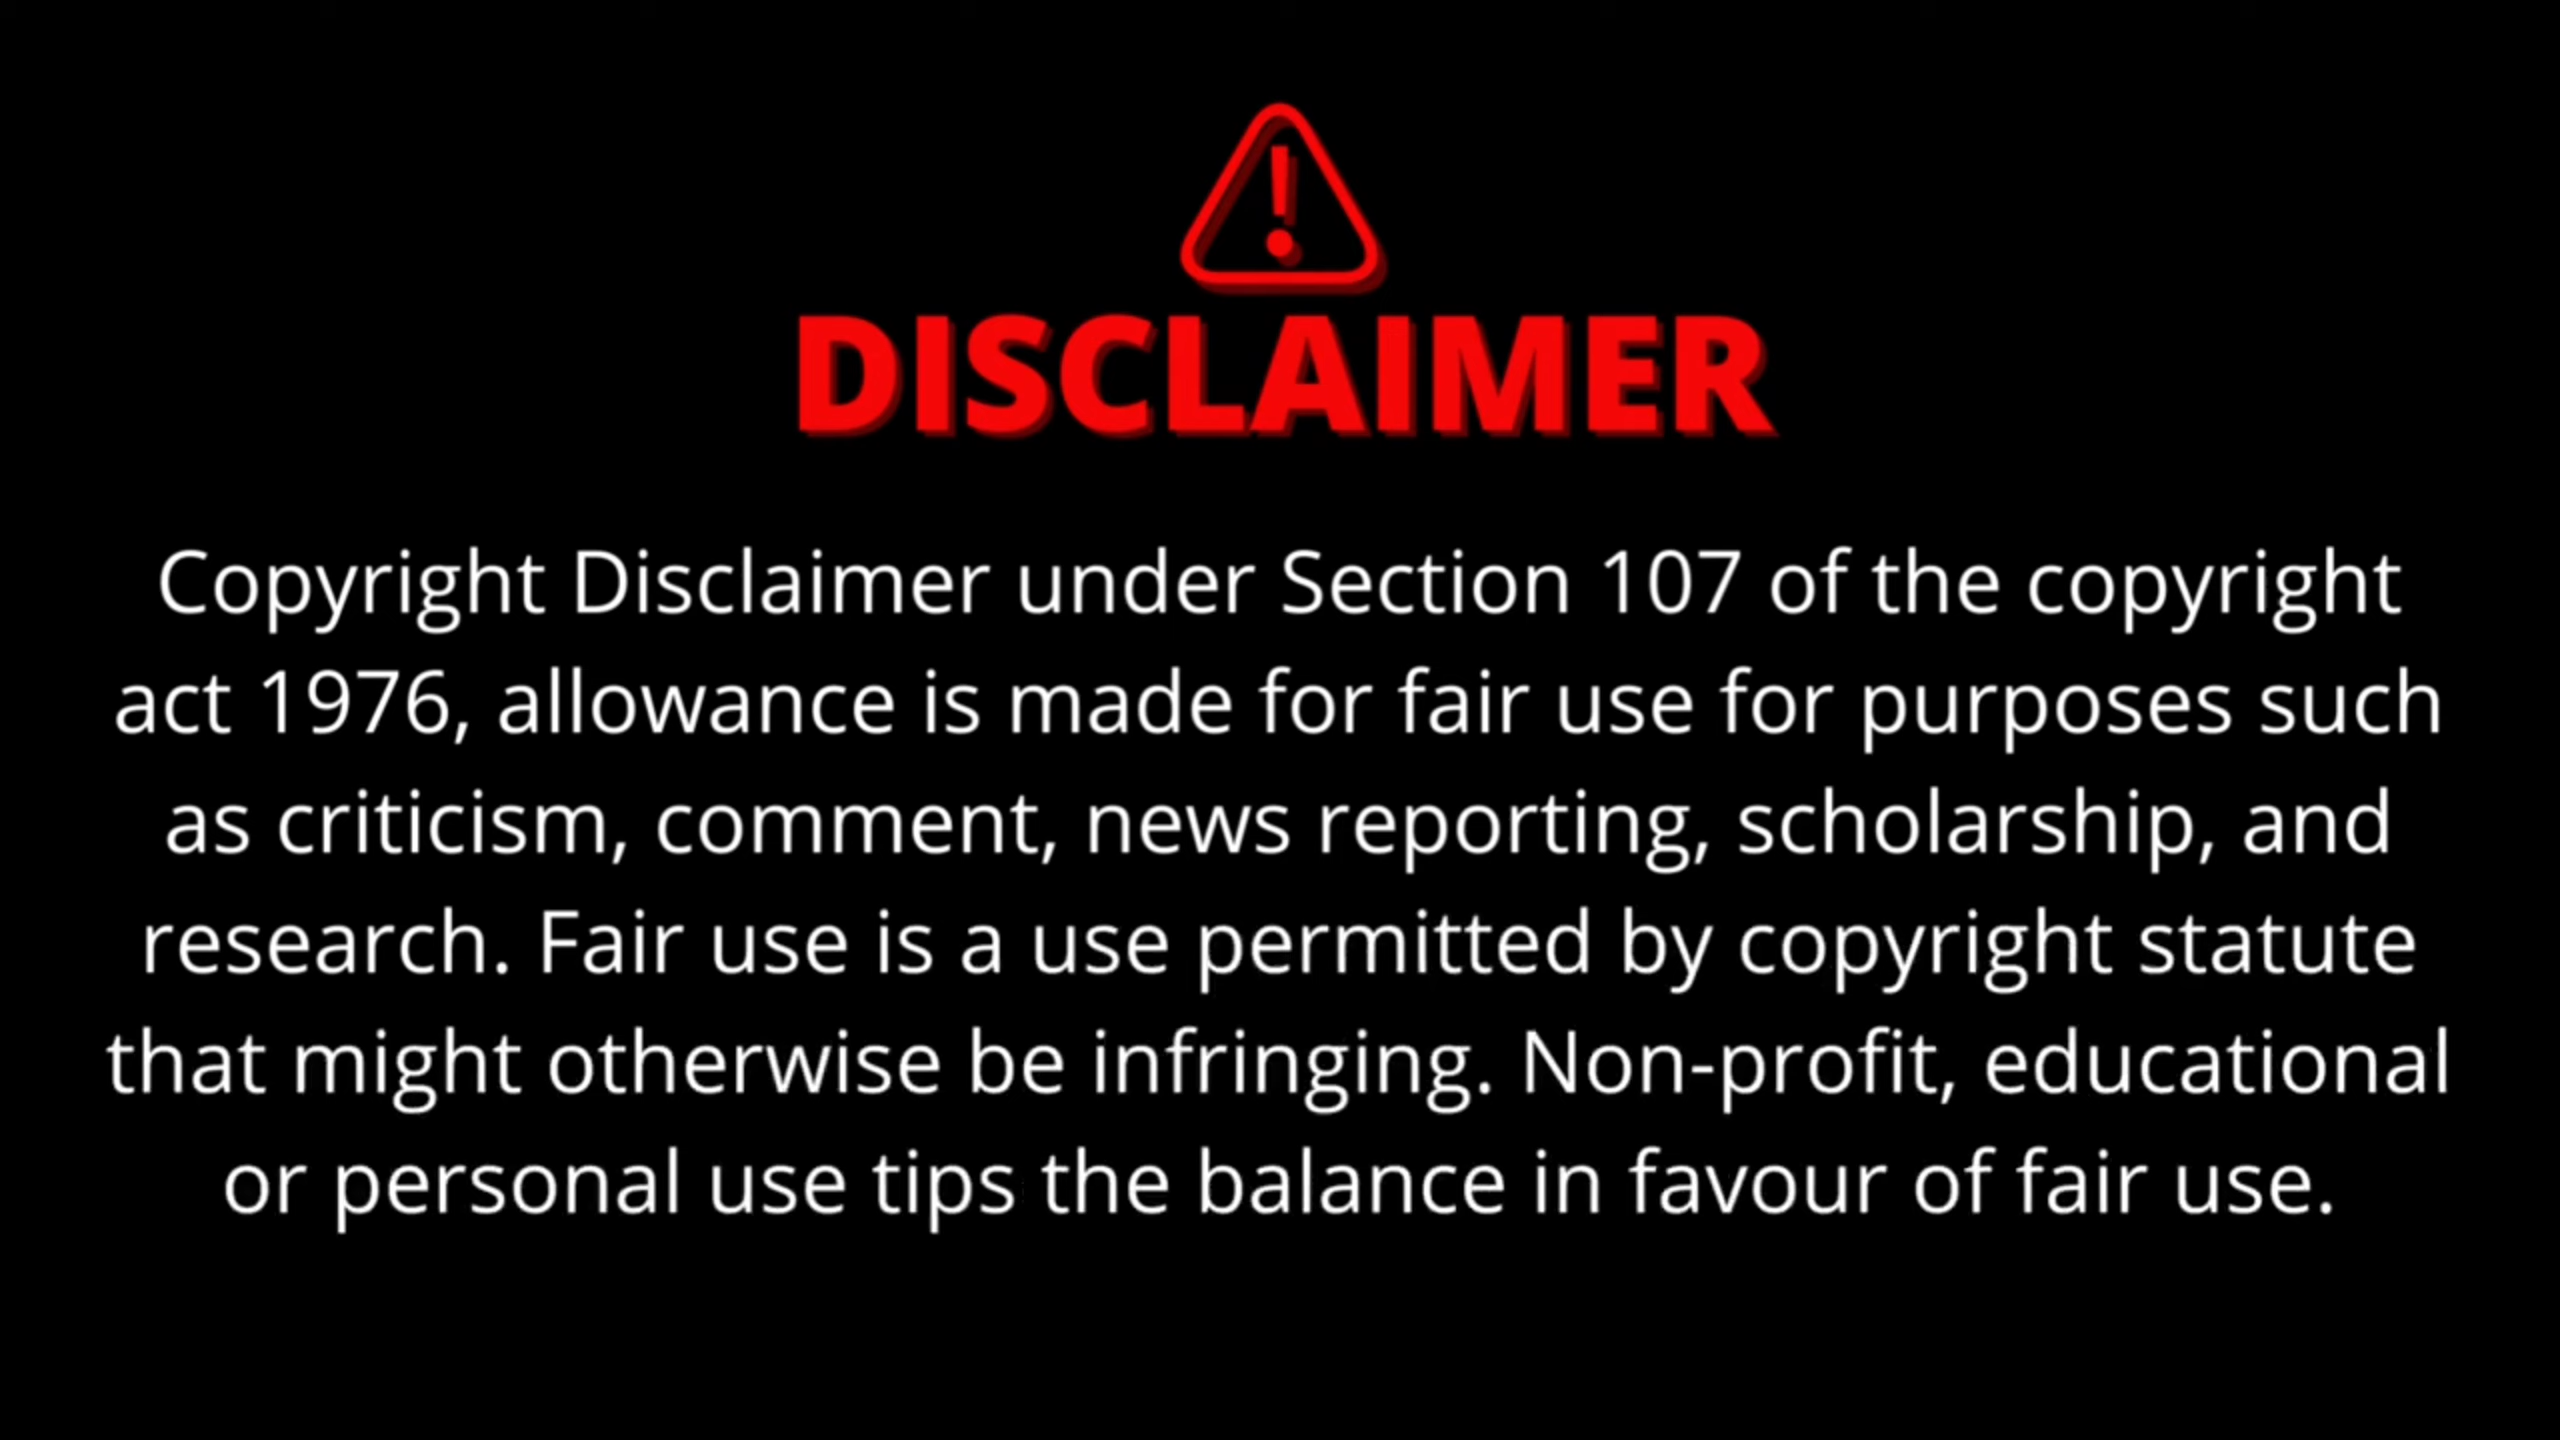 DISCLAIMER
Copyright Disclaimer under Section 107 of the copyright
act 1976, allowance is made for fair use for purposes such
as criticism, comment, news reporting, scholarship, and
research. Fair use is a use permitted by copyright statute
that might otherwise be infringing. Non-profit, educational
or personal use tips the balance in favour of fair use.